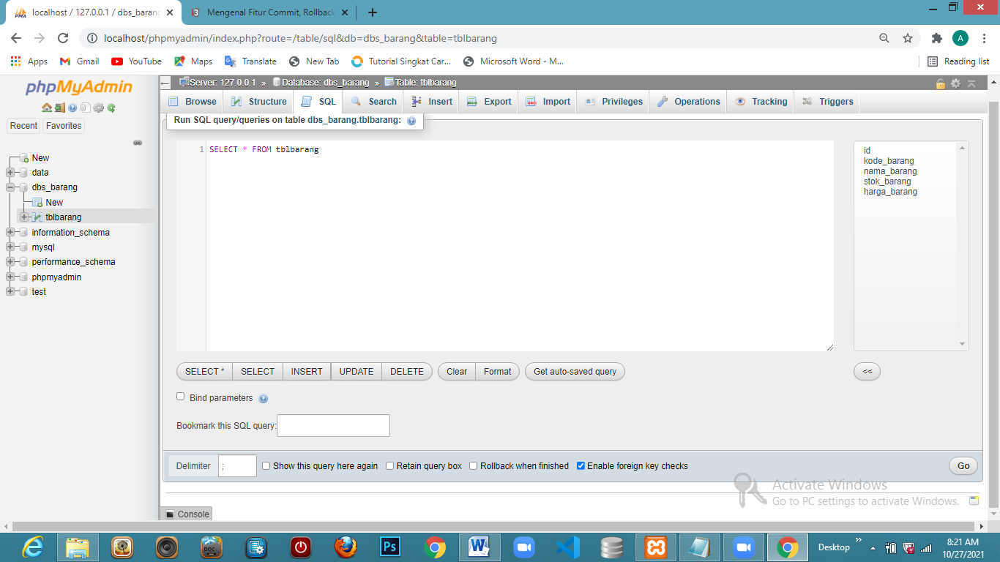 localhost / 127.0.0.1 / dbs_barang
Mengenal Fitur Commit, Rollback
localhost/phpmyadmin/index.php?route=/table/sql&db=dbs_barang&table=tblbarang
A
Apps
Gmail
YouTube
Maps
Translate
New Tab
Tutorial Singkat Car...
Microsoft Word - M...
Reading list
phpMyAdmin
Recent
Favorites
New
data
dbs_barang
New
tblbarang
information_schema
mysql
performance_schema
phpmyadmin
test
Server: 127.0.0.1 » Database: dbs_barang » Table: tblbarang
Browse
Structure
SQL
Search
Insert
Export
Import
Privileges
Operations
Tracking
Triggers
Run SQL query/queries on table dbs_barang.tblbarang:
1 SELECT * FROM tblbarang
id
kode_barang
nama_barang
stok_barang
harga_barang
SELECT *
SELECT
INSERT
UPDATE
DELETE
Clear
Format
Get auto-saved query
<<
Bind parameters
Bookmark this SQL query:
Delimiter
;
Show this query here again
Retain query box
Rollback when finished
Enable foreign key checks
Go
Activate Windows
Go to PC settings to activate Windows.
Console
Desktop
8:21 AM
10/27/2021